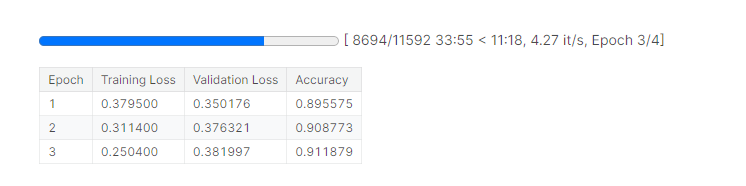 [ 8694/11592 33:55 < 11:18, 4.27 it/s, Epoch 3/4]
Epoch Training Loss Validation Loss Accuracy
1 0.379500 0.350176 0.895575
2 0.311400 0.376321 0.908773
3 0.250400 0.381997 0.911879